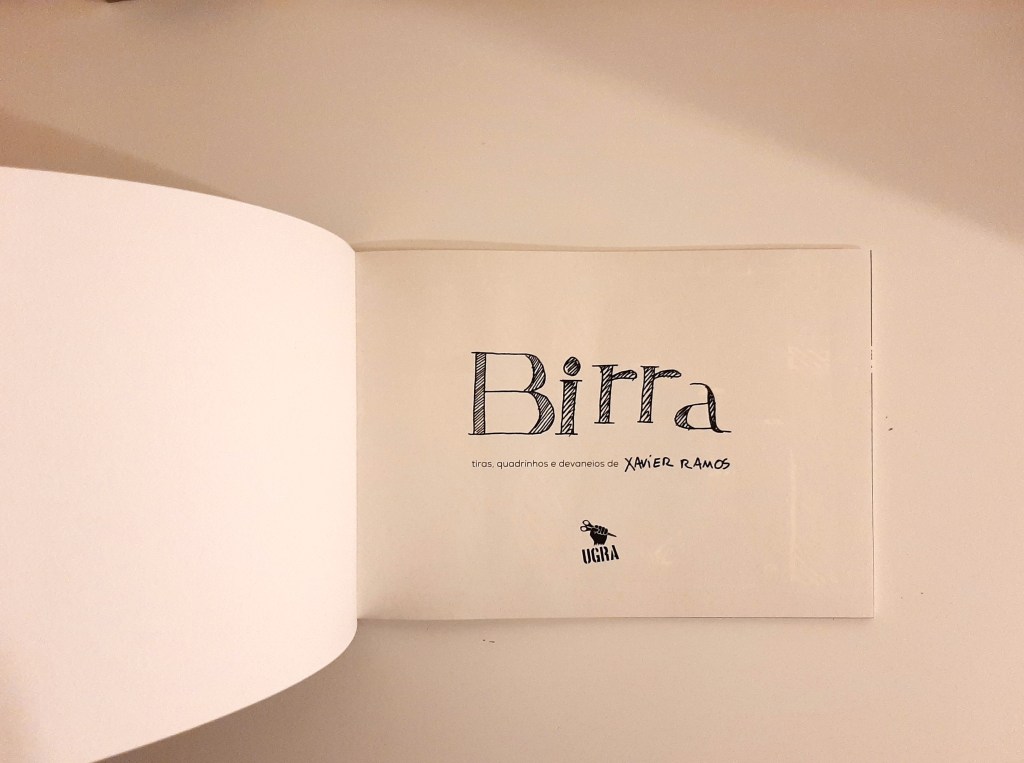 Birra
tiras, quadrinhos e devaneios de XAViER RAMOS
UGRA